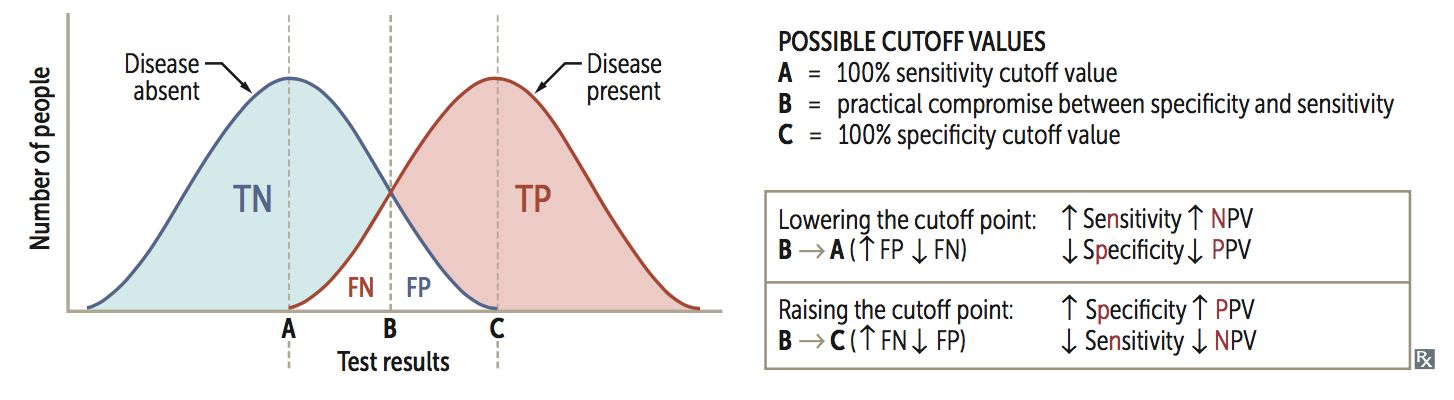 Number of people
Disease
absent
Disease
present
TN
TP
FN
FP
A
B
C
Test results
POSSIBLE CUTOFF VALUES
A = 100% sensitivity cutoff value
B = practical compromise between specificity and sensitivity
C = 100% specificity cutoff value
Lowering the cutoff point: ↑ Sensitivity ↑ NPV
B → A (↑ FP ↓ FN) ↓ Specificity ↓ PPV
Raising the cutoff point: ↑ Specificity ↑ PPV
B → C (↑ FN ↓ FP) ↓ Sensitivity ↓ NPV
Rx